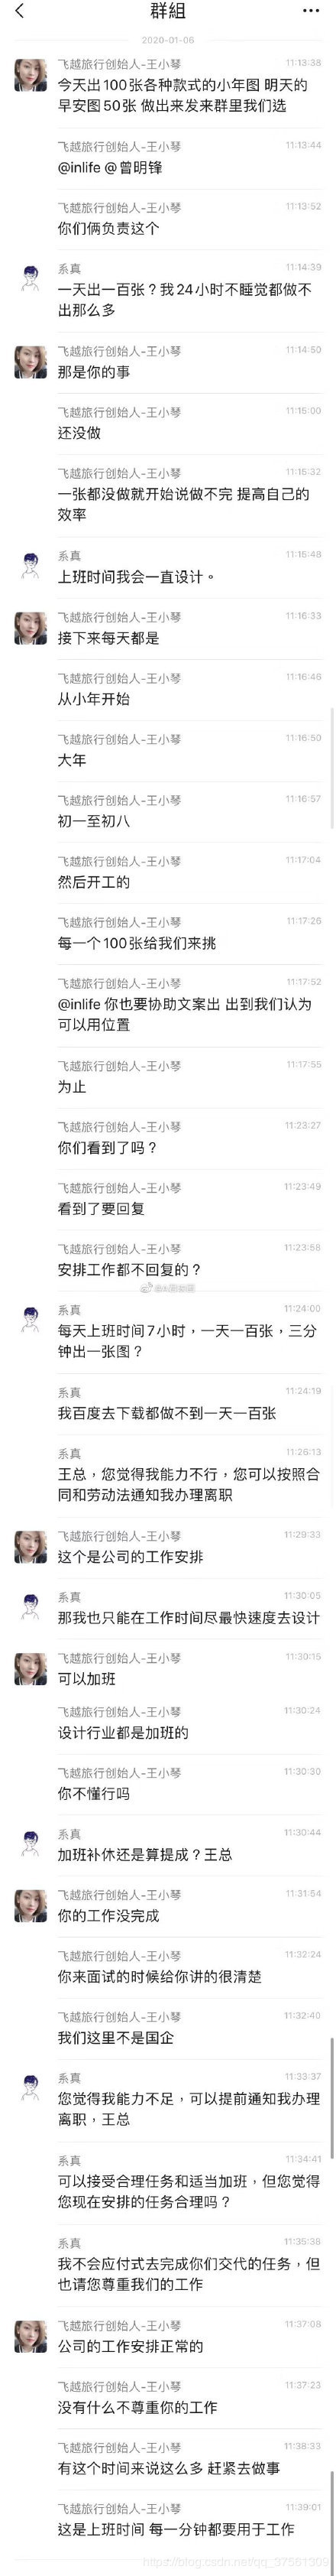 群組
2020-01-06
飞越旅行创始人-王小琴
11:13:38
今天出100张各种款式的小年图 明天的
早安图50张 做出来发来群里我们选
飞越旅行创始人-王小琴
11:13:44
@inlife @曾明锋
飞越旅行创始人-王小琴
11:13:52
你们俩负责这个
系真
11:14:39
一天出一百张？我24小时不睡觉都做不
出那么多
飞越旅行创始人-王小琴
11:14:50
那是你的事
飞越旅行创始人-王小琴
11:15:00
还没做
飞越旅行创始人-王小琴
11:15:32
一张都没做就开始说做不完 提高自己的
效率
系真
11:15:48
上班时间我会一直设计。
飞越旅行创始人-王小琴
11:16:33
接下来每天都是
飞越旅行创始人-王小琴
11:16:46
从小年开始
飞越旅行创始人-王小琴
11:16:50
大年
飞越旅行创始人-王小琴
11:16:57
初一至初八
飞越旅行创始人-王小琴
11:17:04
然后开工的
飞越旅行创始人-王小琴
11:17:26
每一个100张给我们来挑
飞越旅行创始人-王小琴
11:17:52
@inlife 你也要协助文案出 出到我们认为
可以用位置
飞越旅行创始人-王小琴
11:17:55
为止
飞越旅行创始人-王小琴
11:23:27
你们看到了吗？
飞越旅行创始人-王小琴
11:23:49
看到了要回复
飞越旅行创始人-王小琴
11:23:58
安排工作都不回复的？
系真
11:24:00
每天上班时间7小时，一天一百张，三分
钟出一张图？
系真
11:24:19
我百度去下载都做不到一天一百张
系真
11:26:13
王总，您觉得我能力不行，您可以按照合
同和劳动法通知我办理离职
飞越旅行创始人-王小琴
11:29:33
这个是公司的工作安排
系真
11:30:05
那我也只能在工作时间尽最快速度去设计
飞越旅行创始人-王小琴
11:30:15
可以加班
飞越旅行创始人-王小琴
11:30:24
设计行业都是加班的
飞越旅行创始人-王小琴
11:30:30
你不懂行吗
系真
11:30:44
加班补休还是算提成？王总
飞越旅行创始人-王小琴
11:31:54
你的工作没完成
飞越旅行创始人-王小琴
11:32:24
你来面试的时候给你讲的很清楚
飞越旅行创始人-王小琴
11:32:40
我们这里不是国企
系真
11:33:37
您觉得我能力不足，可以提前通知我办理
离职，王总
系真
11:34:41
可以接受合理任务和适当加班，但您觉得
您现在安排的任务合理吗？
系真
11:35:38
我不会应付式去完成你们交代的任务，但
也请您尊重我们的工作
飞越旅行创始人-王小琴
11:37:08
公司的工作安排正常的
飞越旅行创始人-王小琴
11:37:23
没有什么不尊重你的工作
飞越旅行创始人-王小琴
11:38:33
有这个时间来说这么多 赶紧去做事
飞越旅行创始人-王小琴
11:39:01
这是上班时间 每一分钟都要用于工作
https://blog.csdn.net/qq_37561309